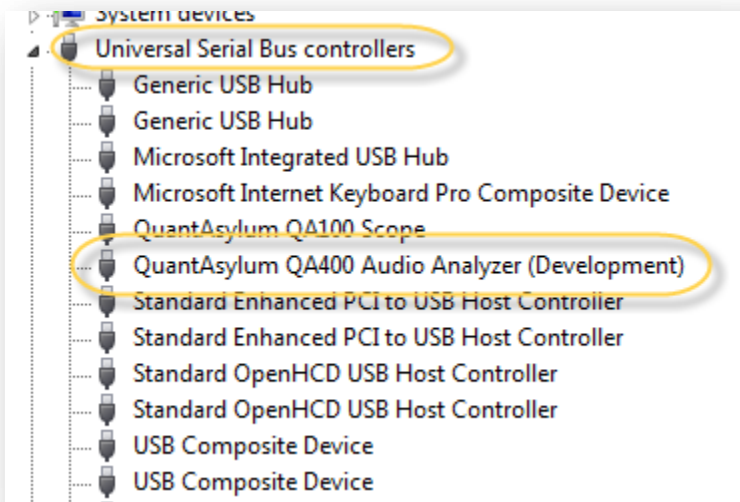 System devices
Universal Serial Bus controllers
Generic USB Hub
Generic USB Hub
Microsoft Integrated USB Hub
Microsoft Internet Keyboard Pro Composite Device
QuantAsylum QA100 Scope
QuantAsylum QA400 Audio Analyzer (Development)
Standard Enhanced PCI to USB Host Controller
Standard Enhanced PCI to USB Host Controller
Standard OpenHCD USB Host Controller
Standard OpenHCD USB Host Controller
USB Composite Device
USB Composite Device